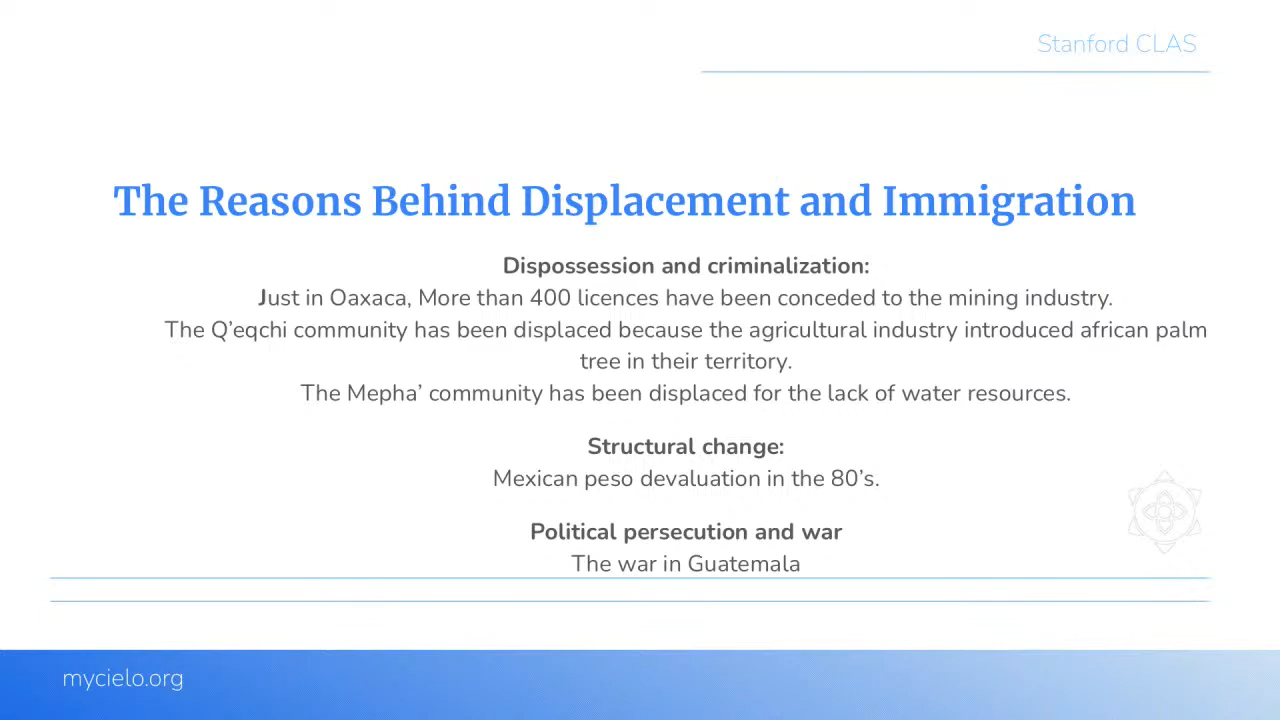 Stanford CLAS
The Reasons Behind Displacement and Immigration
Dispossession and criminalization:
Just in Oaxaca, More than 400 licences have been conceded to the mining industry.
The Q’eqchi community has been displaced because the agricultural industry introduced african palm
tree in their territory.
The Mepha’ community has been displaced for the lack of water resources.
Structural change:
Mexican peso devaluation in the 80’s.
Political persecution and war
The war in Guatemala
mycielo.org